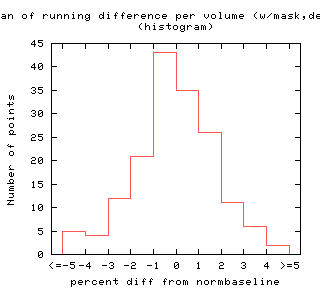 an of running difference per volume (w/mask,de
(histogram)
45
40
35
30
25
20
15
10
5
0
<=-5 -4 -3 -2 -1 0 1 2 3 4 >=5
Number of points
percent diff from normbaseline